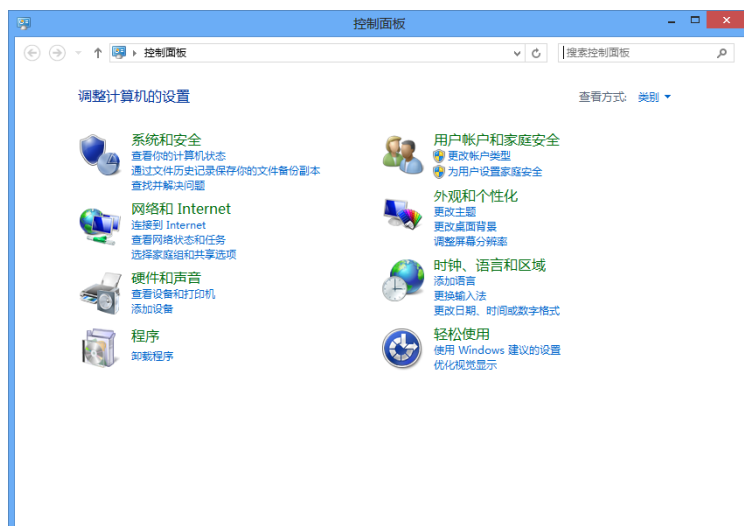 控制面板
控制面板
搜索控制面板
调整计算机的设置
查看方式: 类别
系统和安全
查看你的计算机状态
通过文件历史记录保存你的文件备份副本
查找并解决问题
网络和 Internet
连接到 Internet
查看网络状态和任务
选择家庭组和共享选项
硬件和声音
查看设备和打印机
添加设备
程序
卸载程序
用户帐户和家庭安全
更改帐户类型
为用户设置家庭安全
外观和个性化
更改主题
更改桌面背景
调整屏幕分辨率
时钟、语言和区域
添加语言
更换输入法
更改日期、时间或数字格式
轻松使用
使用 Windows 建议的设置
优化视觉显示